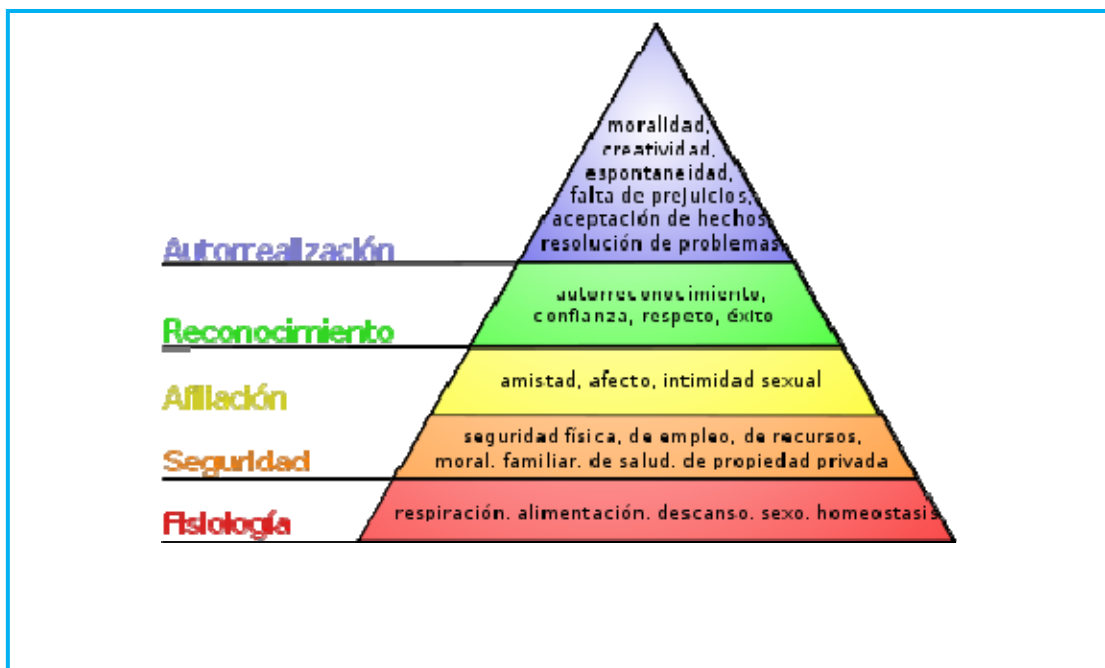 moralidad,
creatividad,
espontaneidad,
falta de prejuicios,
aceptación de hechos,
resolución de problemas
Autorrealización
autorreconocimiento,
confianza, respeto, éxito
Reconocimiento
amistad, afecto, intimidad sexual
Afiliación
seguridad física, de empleo, de recursos,
moral, familiar, de salud, de propiedad privada
Seguridad
respiración, alimentación, descanso, sexo, homeostasis
Fisiología